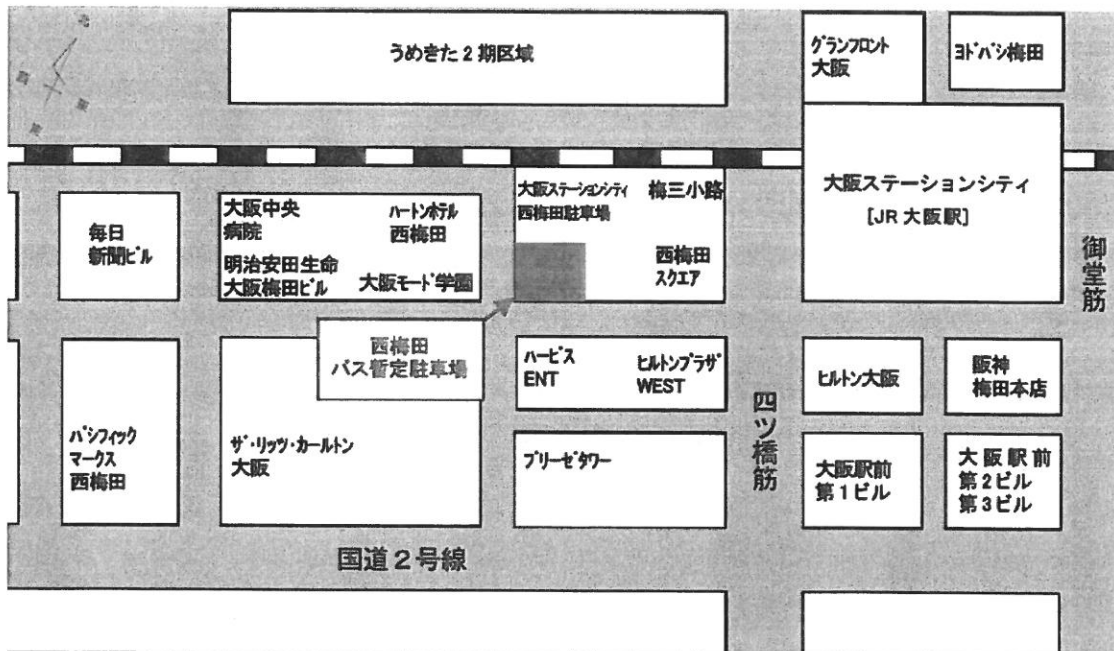 北
西
東
南
うめきた2期区域
グランフロント
大阪
ヨドバシ梅田
大阪ステーションシティ
[JR大阪駅]
御堂筋
毎日
新聞ビル
大阪中央
病院
ハートンホテル
西梅田
明治安田生命
大阪梅田ビル
大阪モード学園
大阪ステーションシティ
西梅田駐車場
梅三小路
西梅田
スクエア
西梅田
バス暫定駐車場
ハービス
ENT
ヒルトンプラザ
WEST
四ツ橋筋
ヒルトン大阪
阪神
梅田本店
パシフィック
マークス
西梅田
ザ・リッツ・カールトン
大阪
ブリーゼタワー
大阪駅前
第1ビル
大阪駅前
第2ビル
第3ビル
国道2号線